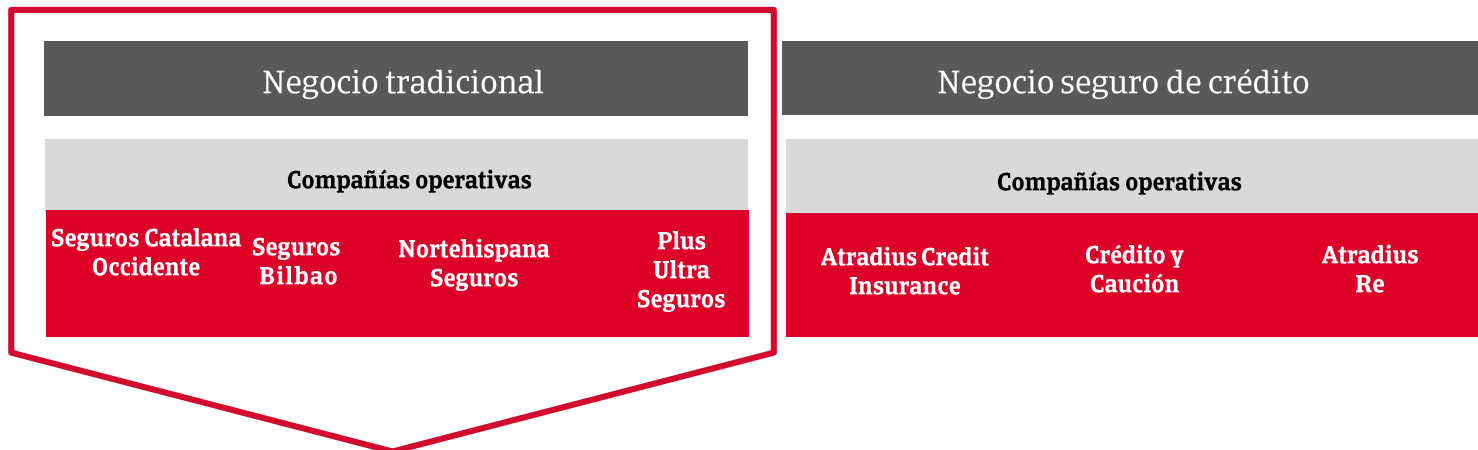 Negocio tradicional
Compañías operativas
Seguros Catalana
Occidente
Seguros
Bilbao
Nortehispana
Seguros
Plus
Ultra
Seguros
Negocio seguro de crédito
Compañías operativas
Atradius Credit
Insurance
Crédito y
Caución
Atradius
Re